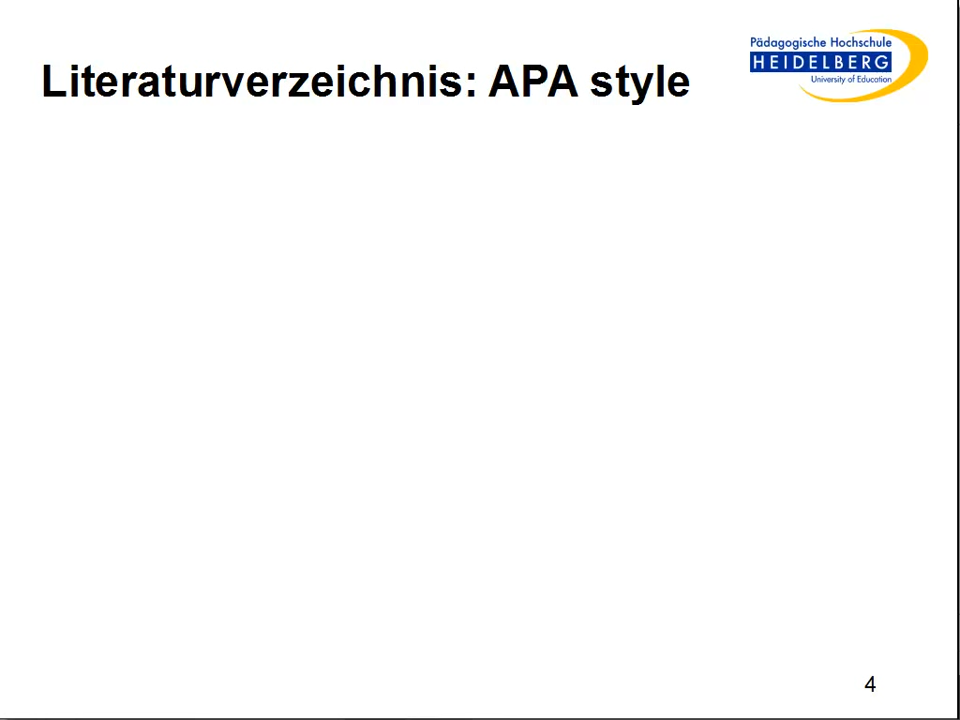 Literaturverzeichnis: APA style
Pädagogische Hochschule
HEIDELBERG
University of Education
4